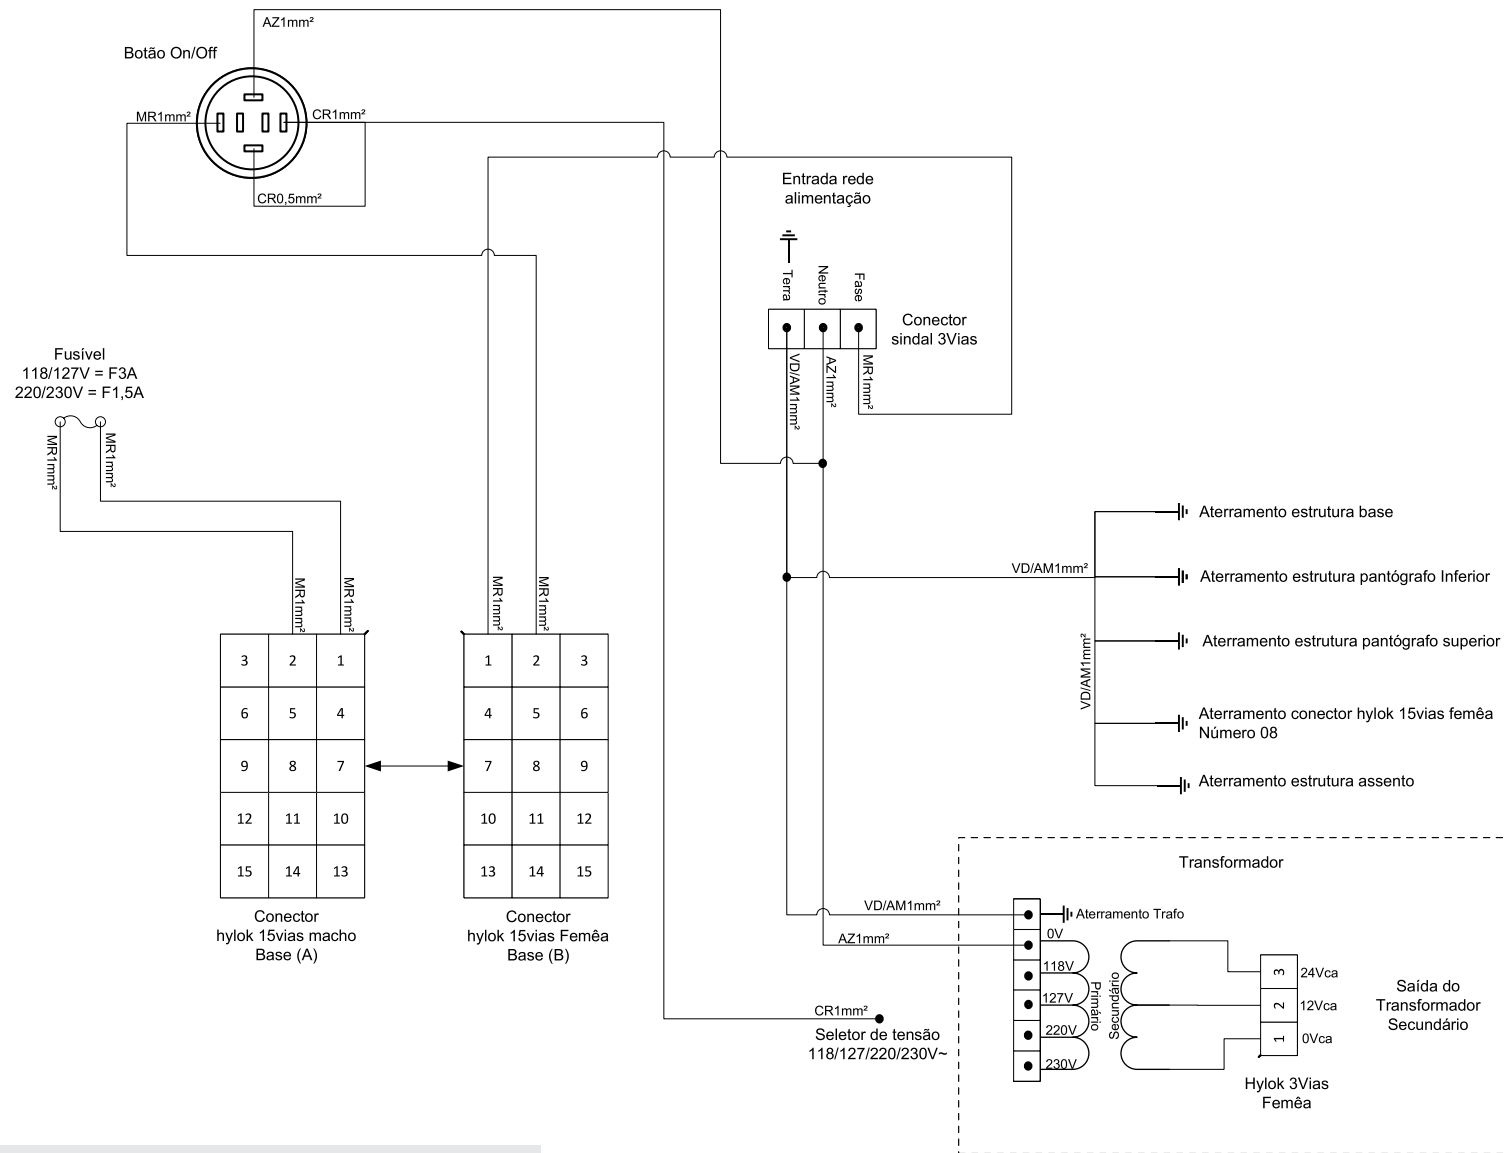 AZ1mm²
Botão On/Off
MR1mm²
CR1mm²
CR0,5mm²
Entrada rede
alimentação
Terra
Neutro
Fase
Conector
sindal 3Vias
VD/AM1mm²
AZ1mm²
MR1mm²
Fusível
118/127V = F3A
220/230V = F1,5A
MR1mm²
MR1mm²
MR1mm²
MR1mm²
MR1mm²
MR1mm²
3 2 1
6 5 4
9 8 7
12 11 10
15 14 13
Conector
hylok 15vias macho
Base (A)
1 2 3
4 5 6
7 8 9
10 11 12
13 14 15
Conector
hylok 15vias Femêa
Base (B)
VD/AM1mm²
VD/AM1mm²
Aterramento estrutura base
Aterramento estrutura pantógrafo Inferior
Aterramento estrutura pantógrafo superior
Aterramento conector hylok 15vias femêa
Número 08
Aterramento estrutura assento
Transformador
VD/AM1mm²
Aterramento Trafo
AZ1mm²
0V
118V
127V
220V
230V
Primário
Secundário
3
24Vca
2
12Vca
1
0Vca
Saída do
Transformador
Secundário
Hylok 3Vias
Femêa
CR1mm²
Seletor de tensão
118/127/220/230V~